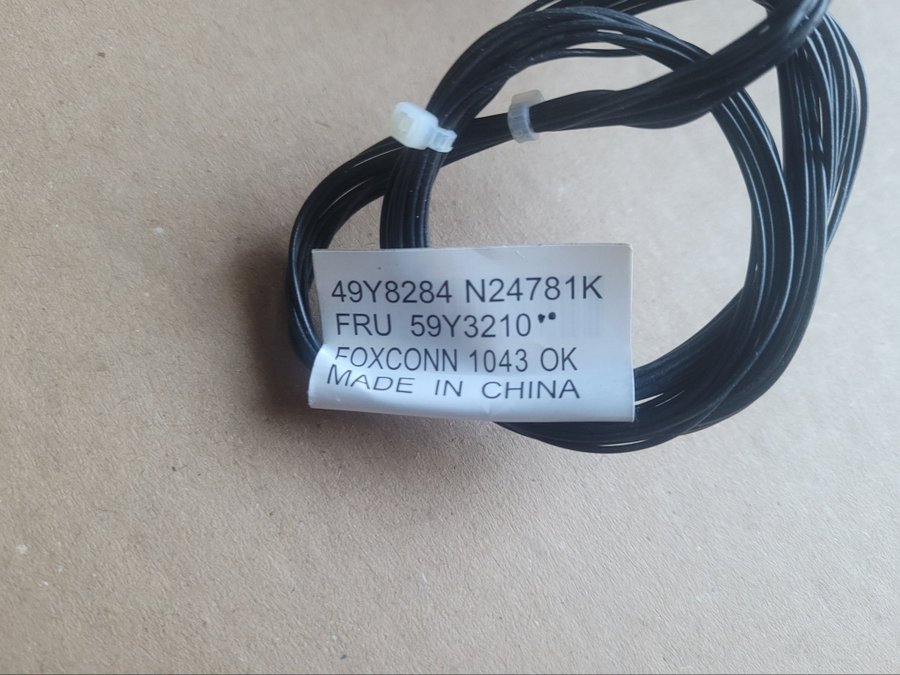 49Y8284 N24781K
FRU 59Y3210
FOXCONN 1043 OK
MADE IN CHINA